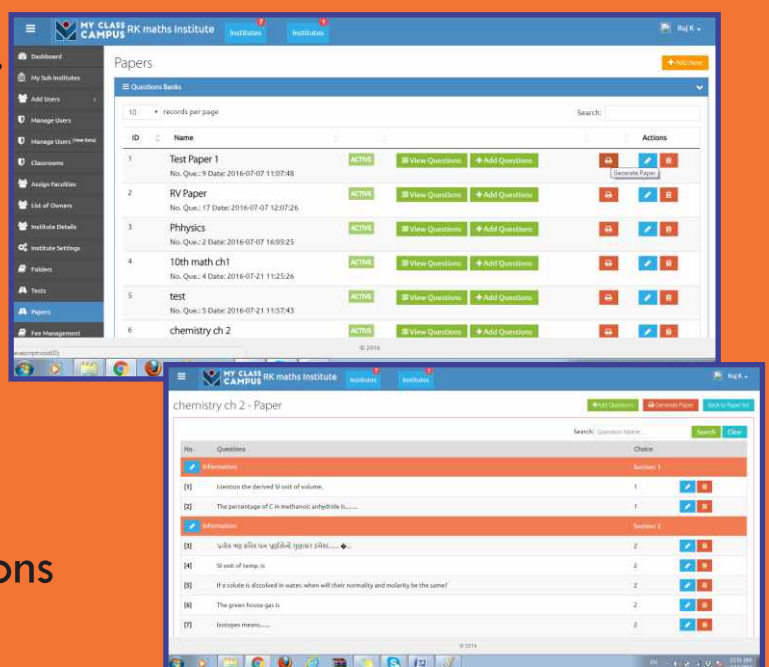 MY CLASS CAMPUS RK maths Institute Institutes 7 Institutes 1 Raj K
Dashboard
My Sub Institutes
Add Users
Manage Users
Manage Users (New Beta)
Classrooms
Assign Faculties
List of Owners
Institute Details
Institute Settings
Folders
Tests
Papers
Fee Management
Papers
+Add New
Questions Banks
10 records per page Search:
ID Name Actions
1 Test Paper 1 ACTIVE View Questions +Add Questions
No. Que.: 9 Date: 2016-07-07 11:07:48
Generate Paper
2 RV Paper ACTIVE View Questions +Add Questions
No. Que.: 17 Date: 2016-07-07 12:07:26
3 Phhysics ACTIVE View Questions +Add Questions
No. Que.: 2 Date: 2016-07-07 16:05:25
4 10th math ch1 ACTIVE View Questions +Add Questions
No. Que.: 4 Date: 2016-07-21 11:25:26
5 test ACTIVE View Questions +Add Questions
No. Que.: 5 Date: 2016-07-21 11:57:43
6 chemistry ch 2 ACTIVE View Questions +Add Questions
© 2016
MY CLASS CAMPUS RK maths Institute Institutes Institutes Raj K
chemistry ch 2 - Paper
+Add Questions Generate Paper Back to Paper list
Search: Question Name Search Clear
No. Questions Choice
Information Section: 1
[1] Mention the derived SI unit of volume. 1
[2] The percentage of C in methanoic anhydride is....... 1
Information Section: 2
[3] 2
[4] SI unit of temp, is 2
[5] If a solute is dissolved in water, when will their normality and molarity be the same? 2
[6] The green house gas is 2
[7] Isotopes means...... 2
© 2016
EN
ons